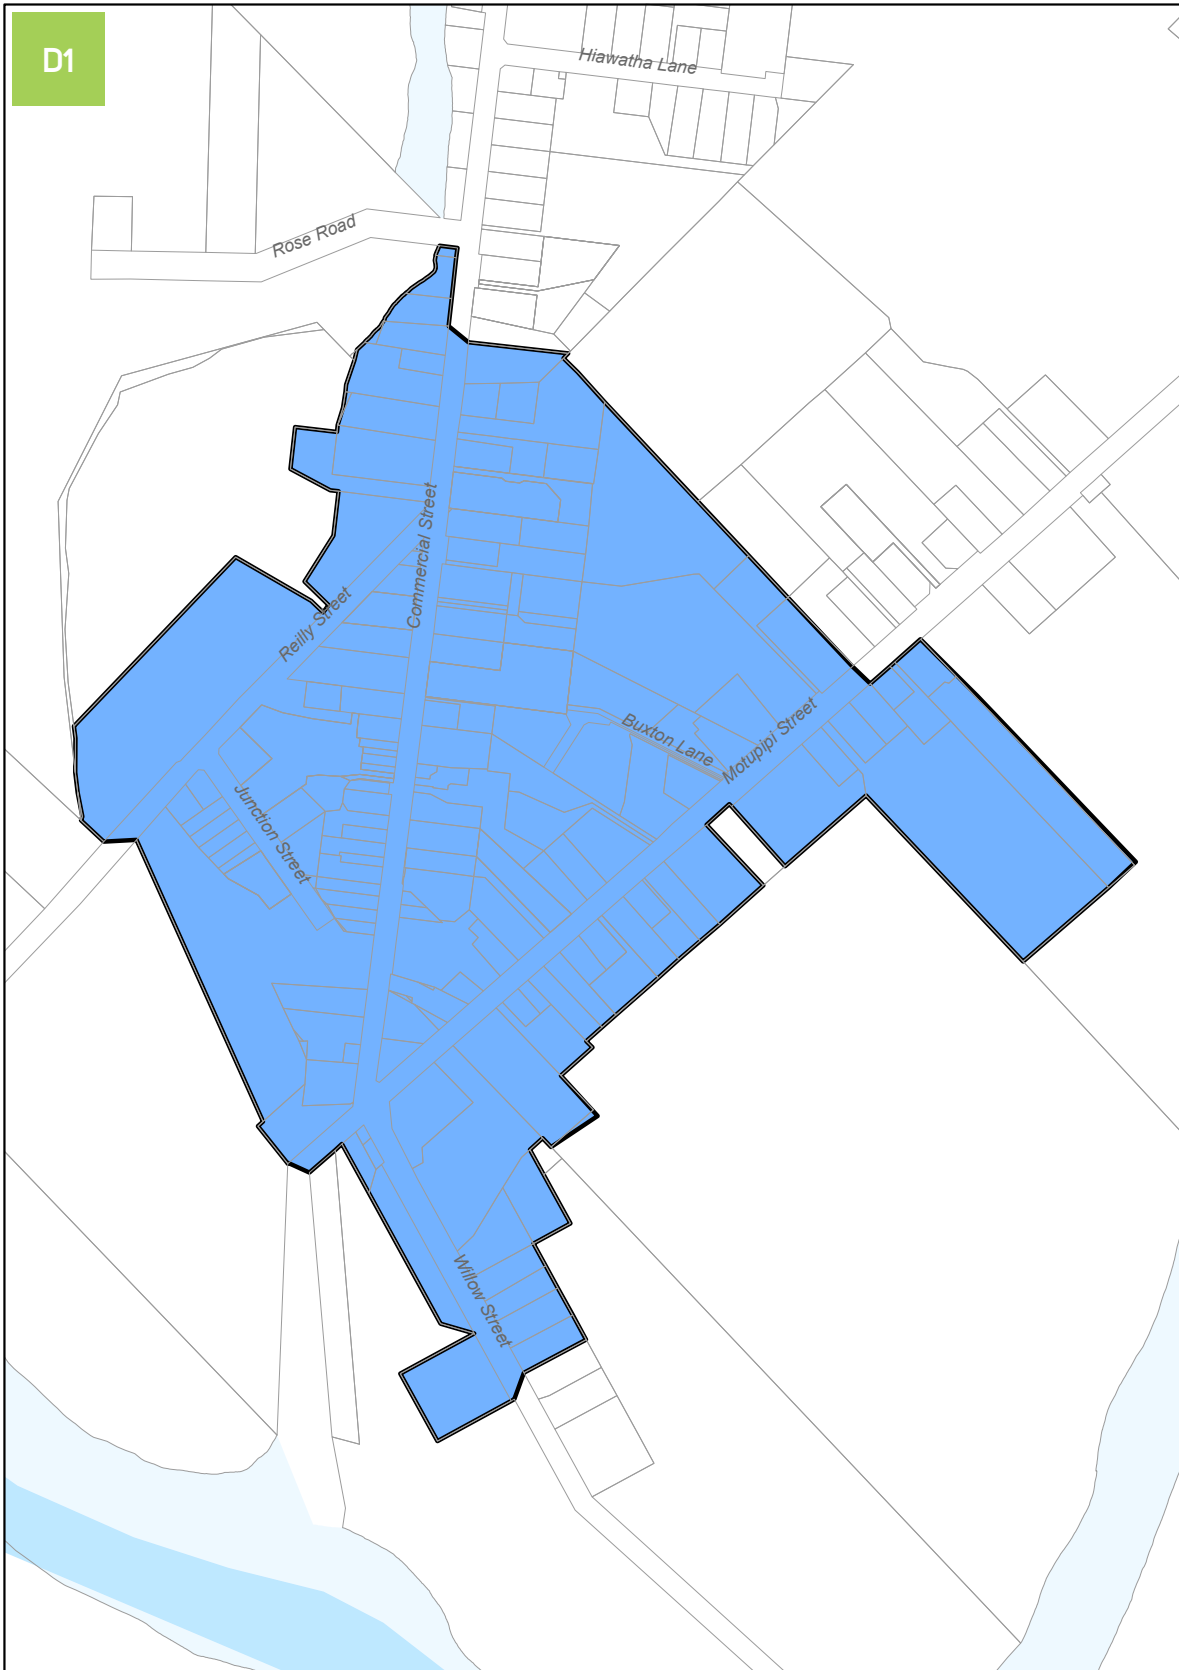 D1
Hiawatha Lane
Rose Road
Commercial Street
Reilly Street
Buxton Lane
Motupipi Street
Junction Street
Willow Street